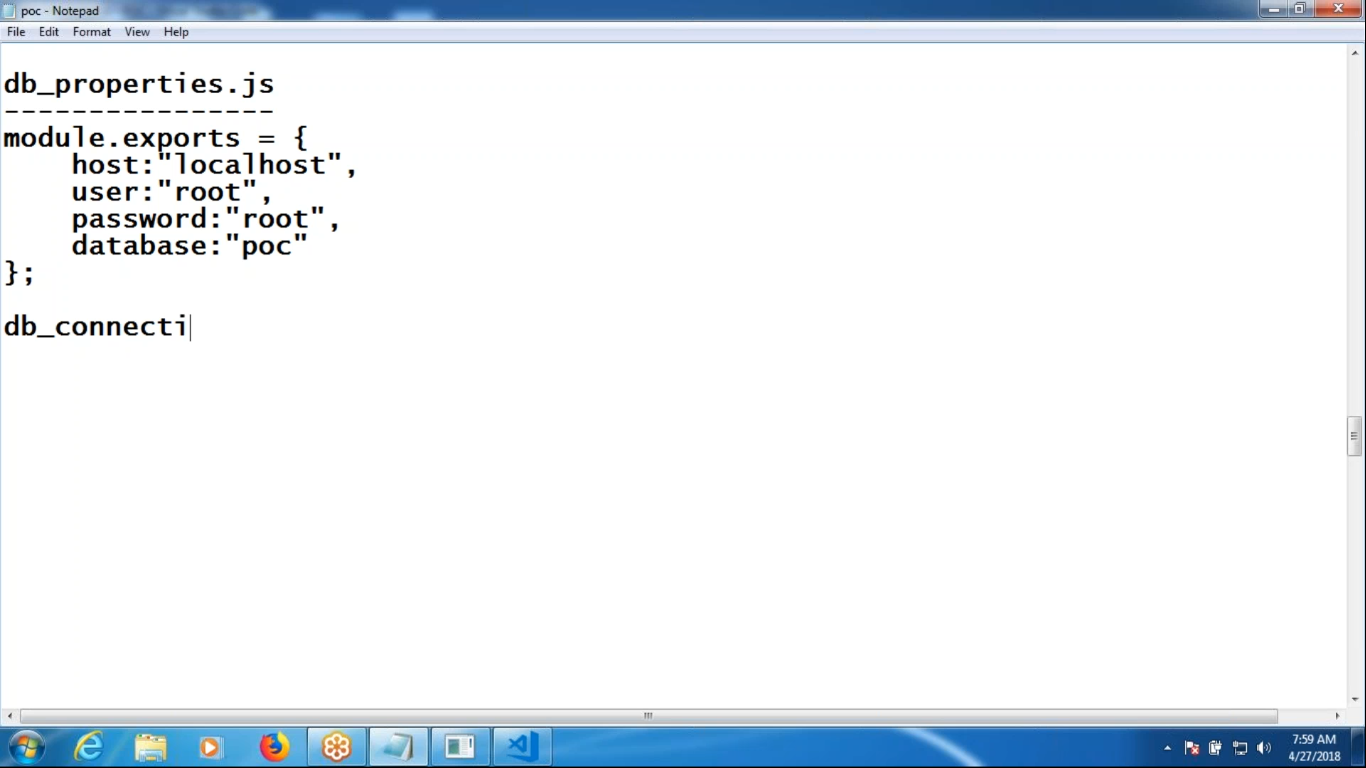 poc - Notepad
File Edit Format View Help
db_properties.js
----------------
module.exports = {
    host:"localhost",
    user:"root",
    password:"root",
    database:"poc"
};
db_connecti
7:59 AM
4/27/2018